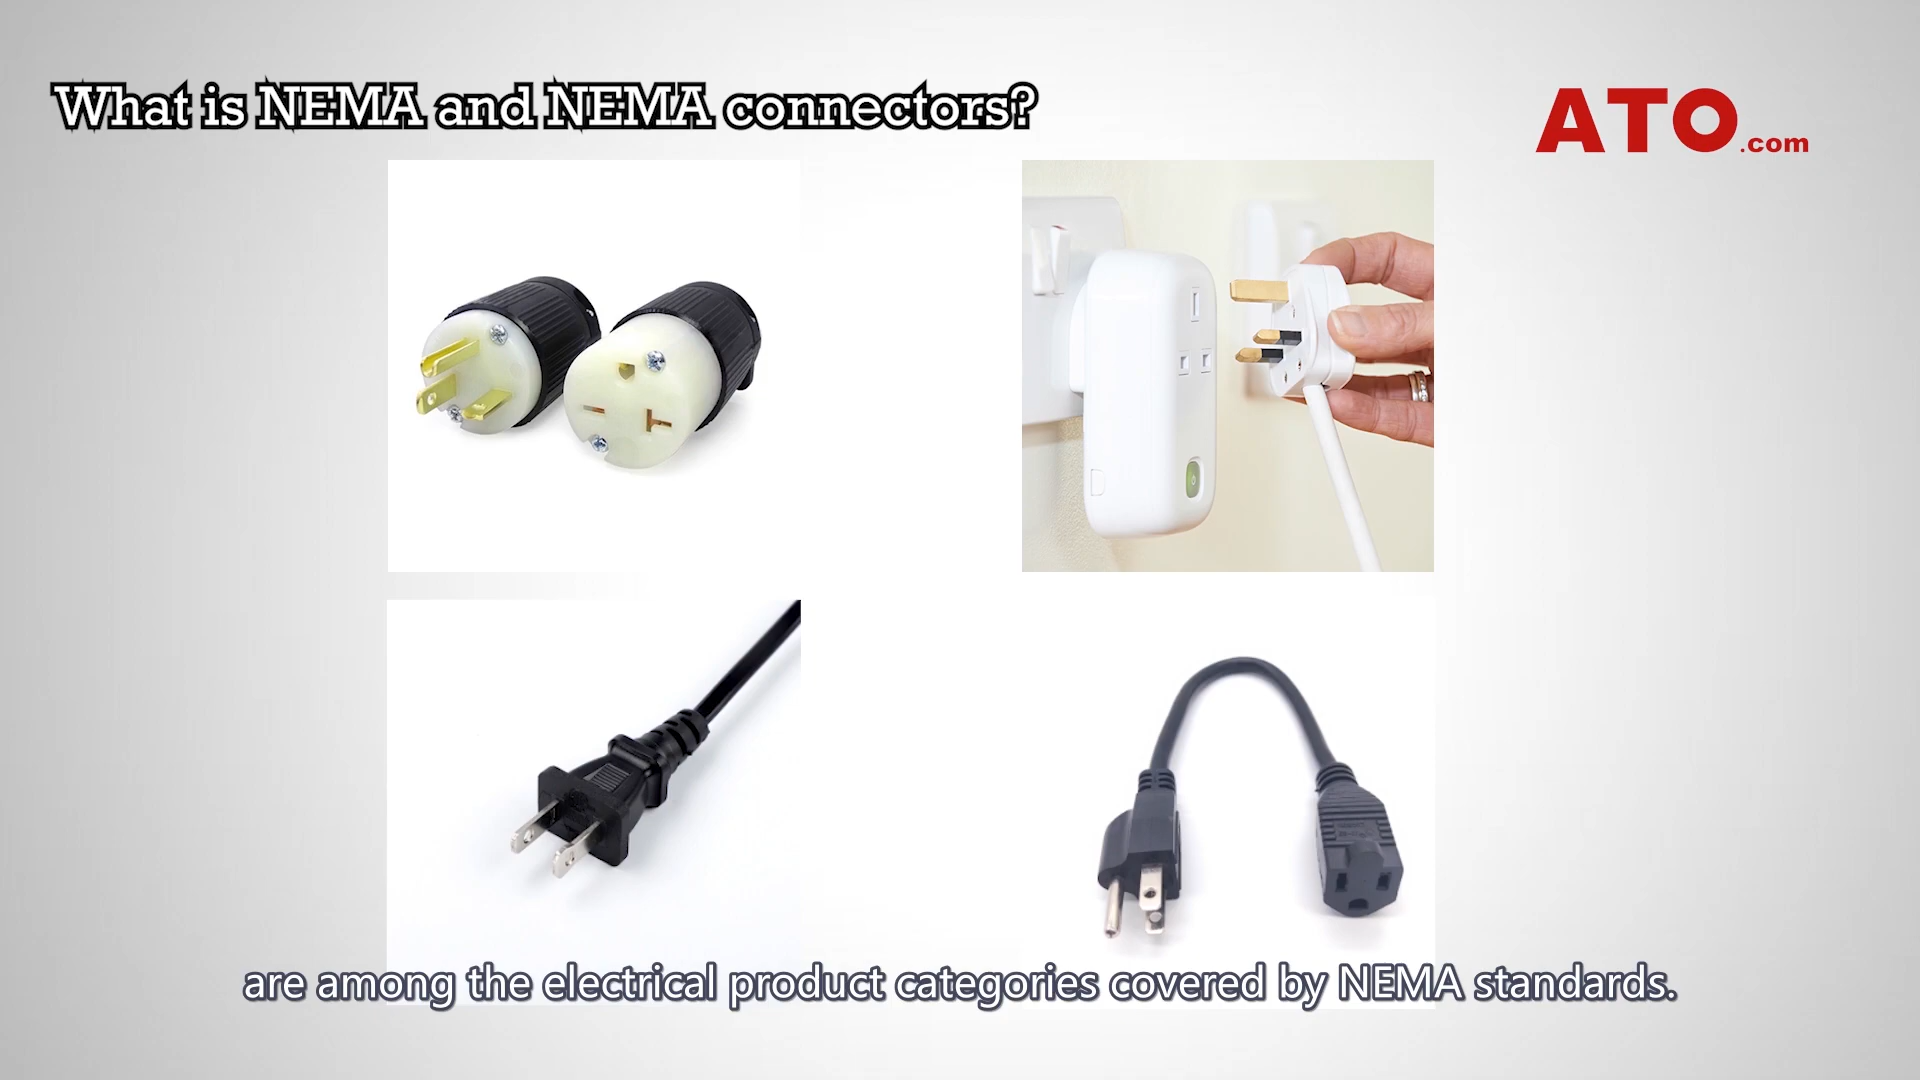 What is NEMA and NEMA connectors?
ATO.com
are among the electrical product categories covered by NEMA standards.